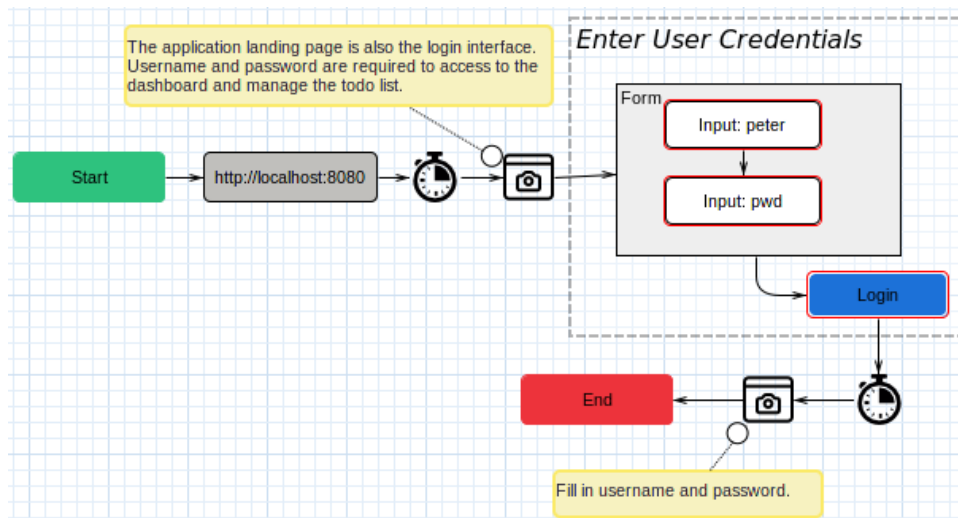 The application landing page is also the login interface.
Username and password are required to access to the
dashboard and manage the todo list.
Enter User Credentials
Form
Input: peter
Start
http://localhost:8080
Input: pwd
Login
End
Fill in username and password.